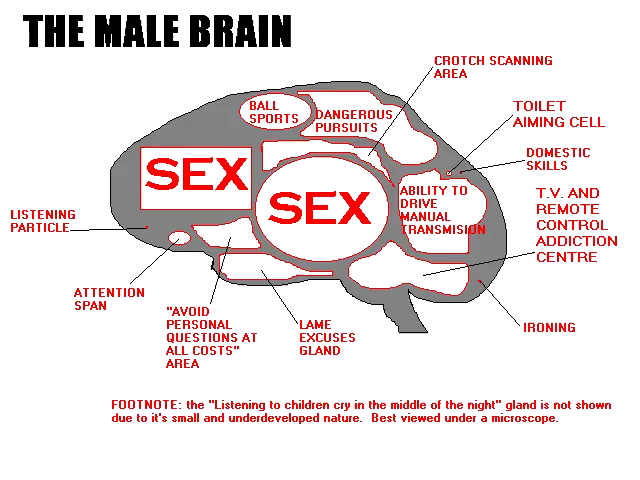 THE MALE BRAIN
CROTCH SCANNING
AREA
BALL
SPORTS
DANGEROUS
PURSUITS
TOILET
AIMING CELL
DOMESTIC
SKILLS
SEX
SEX
ABILITY TO
DRIVE
MANUAL
TRANSMISION
T.V. AND
REMOTE
CONTROL
ADDICTION
CENTRE
LISTENING
PARTICLE
ATTENTION
SPAN
"AVOID
PERSONAL
QUESTIONS AT
ALL COSTS"
AREA
LAME
EXCUSES
GLAND
IRONING
FOOTNOTE: the "Listening to children cry in the middle of the night" gland is not shown
due to it's small and underdeveloped nature. Best viewed under a microscope.